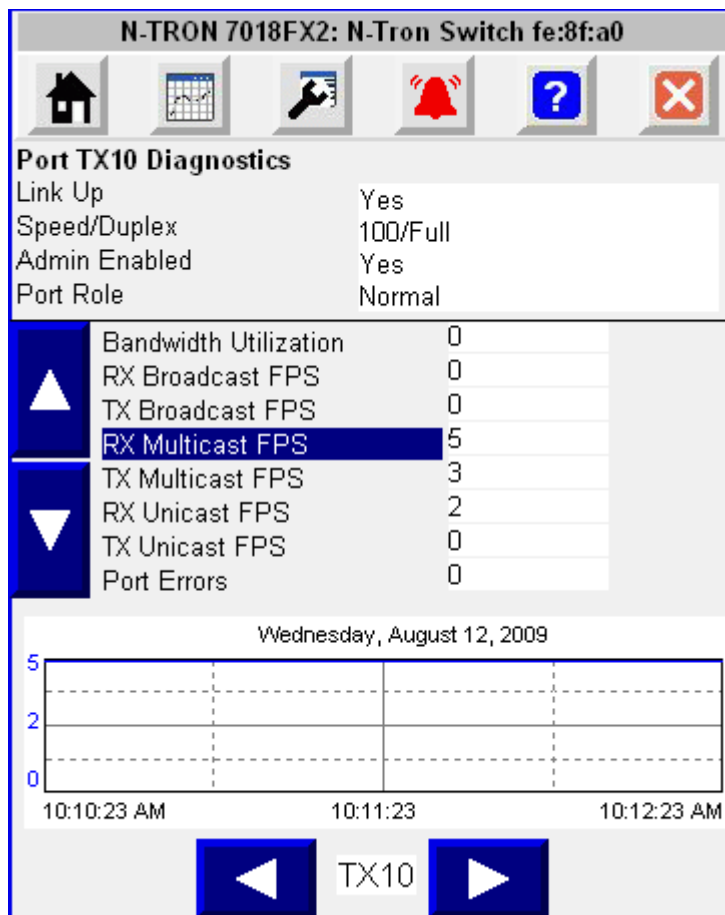 N-TRON 7018FX2: N-Tron Switch fe:8f:a0
?
Port TX10 Diagnostics
Link Up Yes
Speed/Duplex 100/Full
Admin Enabled Yes
Port Role Normal
Bandwidth Utilization 0
RX Broadcast FPS 0
TX Broadcast FPS 0
RX Multicast FPS 5
TX Multicast FPS 3
RX Unicast FPS 2
TX Unicast FPS 0
Port Errors 0
Wednesday, August 12, 2009
5
2
0
10:10:23 AM 10:11:23 10:12:23 AM
TX10